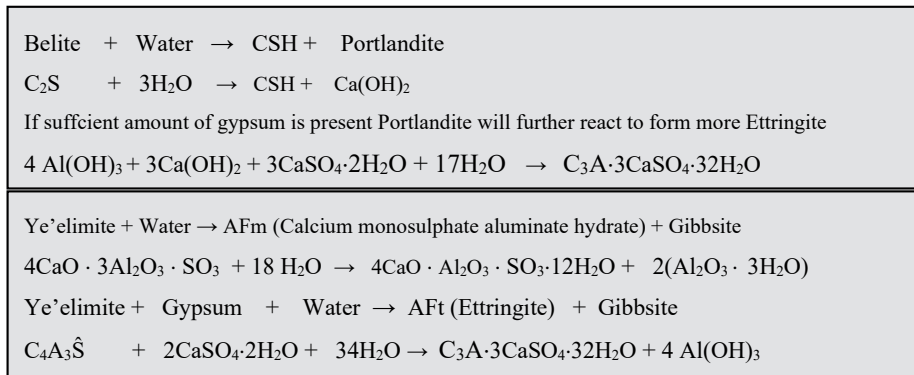 Belite + Water → CSH + Portlandite
C₂S + 3H₂O → CSH + Ca(OH)₂
If suffcient amount of gypsum is present Portlandite will further react to form more Ettringite
4 Al(OH)₃ + 3Ca(OH)₂ + 3CaSO₄·2H₂O + 17H₂O → C₃A·3CaSO₄·32H₂O
Ye’elimite + Water → AFm (Calcium monosulphate aluminate hydrate) + Gibbsite
4CaO · 3Al₂O₃ · SO₃ + 18 H₂O → 4CaO · Al₂O₃ · SO₃·12H₂O + 2(Al₂O₃ · 3H₂O)
Ye’elimite + Gypsum + Water → AFt (Ettringite) + Gibbsite
C₄A₃Ŝ + 2CaSO₄·2H₂O + 34H₂O → C₃A·3CaSO₄·32H₂O + 4 Al(OH)₃